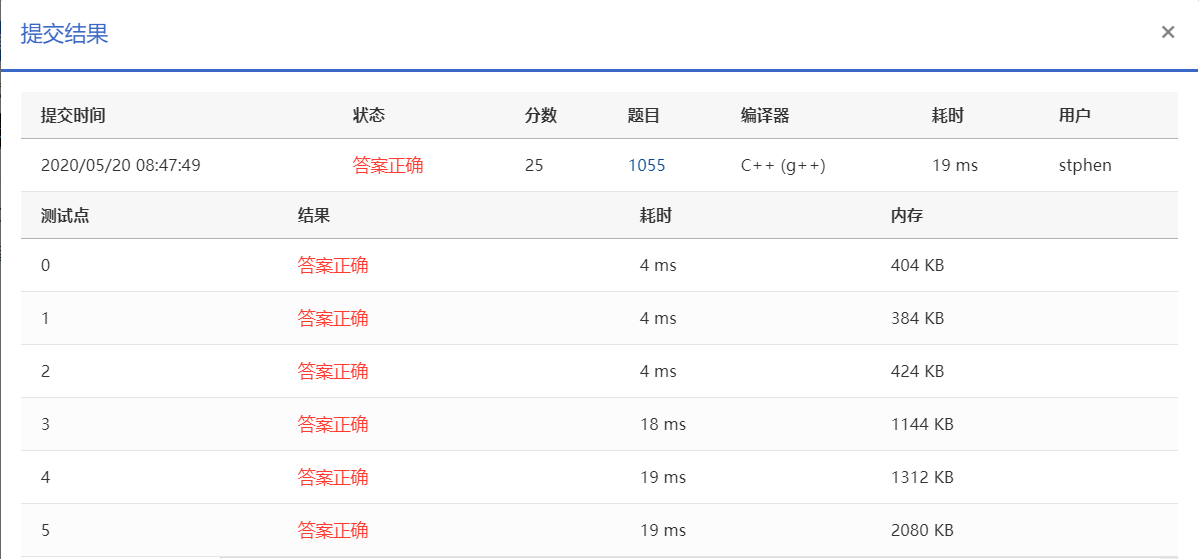 提交结果 ×
提交时间 状态 分数 题目 编译器 耗时 用户
2020/05/20 08:47:49 答案正确 25 1055 C++ (g++) 19 ms stphen
测试点 结果 耗时 内存
0 答案正确 4 ms 404 KB
1 答案正确 4 ms 384 KB
2 答案正确 4 ms 424 KB
3 答案正确 18 ms 1144 KB
4 答案正确 19 ms 1312 KB
5 答案正确 19 ms 2080 KB